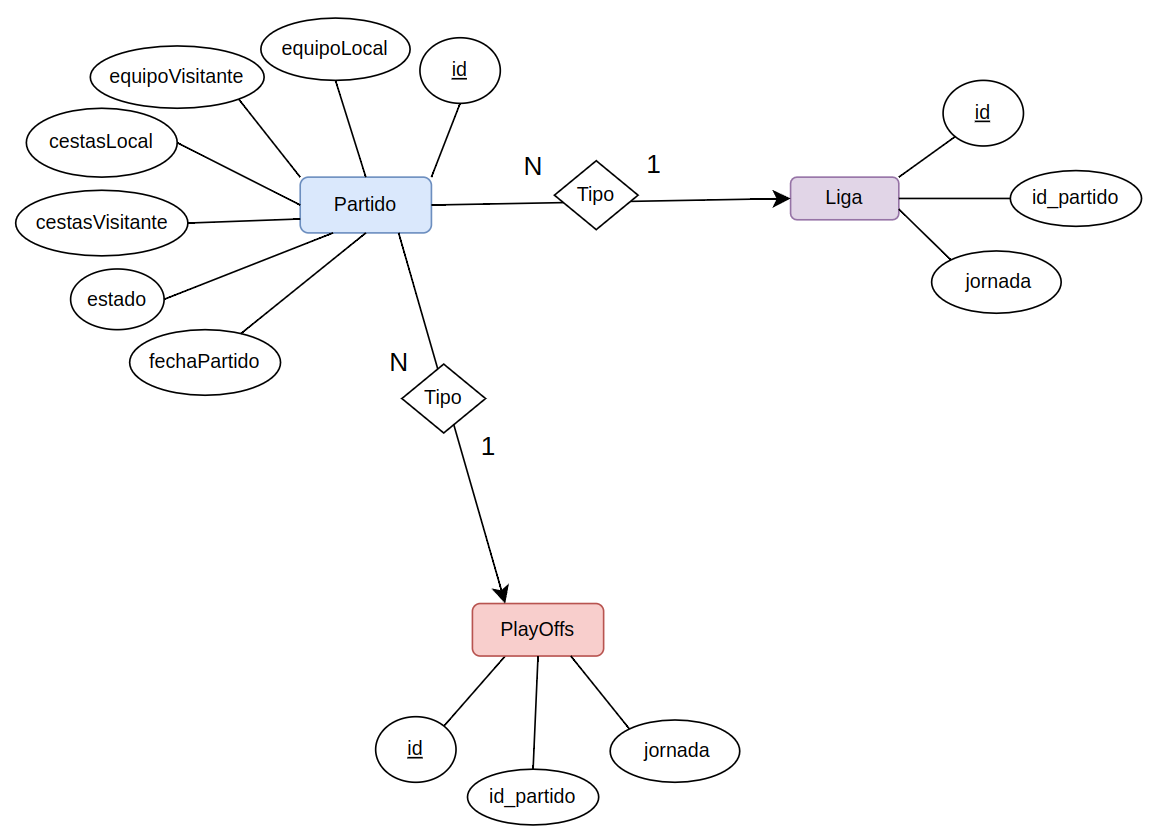 equipoLocal
id
equipoVisitante
cestasLocal
cestasVisitante
estado
fechaPartido
Partido
N
Tipo
1
Liga
id
id_partido
jornada
N
Tipo
1
PlayOffs
id
id_partido
jornada